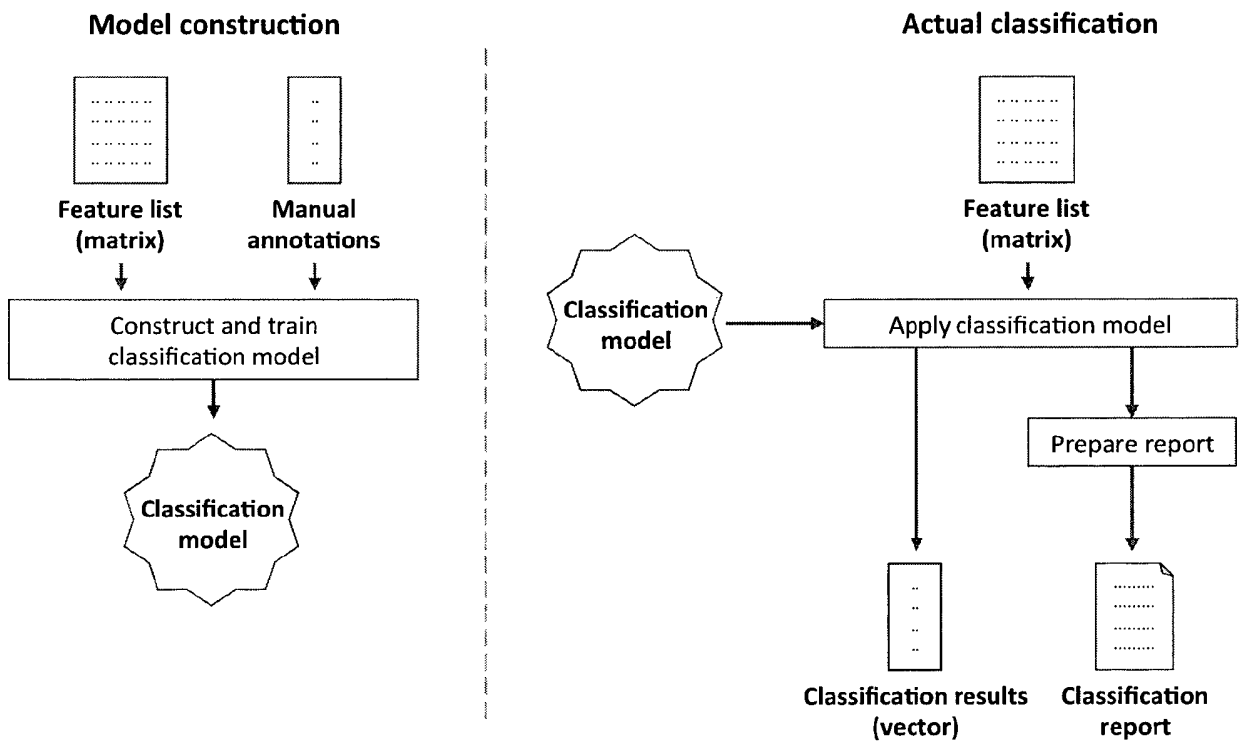 Model construction
Feature list
(matrix)
Manual
annotations
Construct and train
classification model
Classification
model
Actual classification
Feature list
(matrix)
Classification
model
Apply classification model
Prepare report
Classification results
(vector)
Classification
report